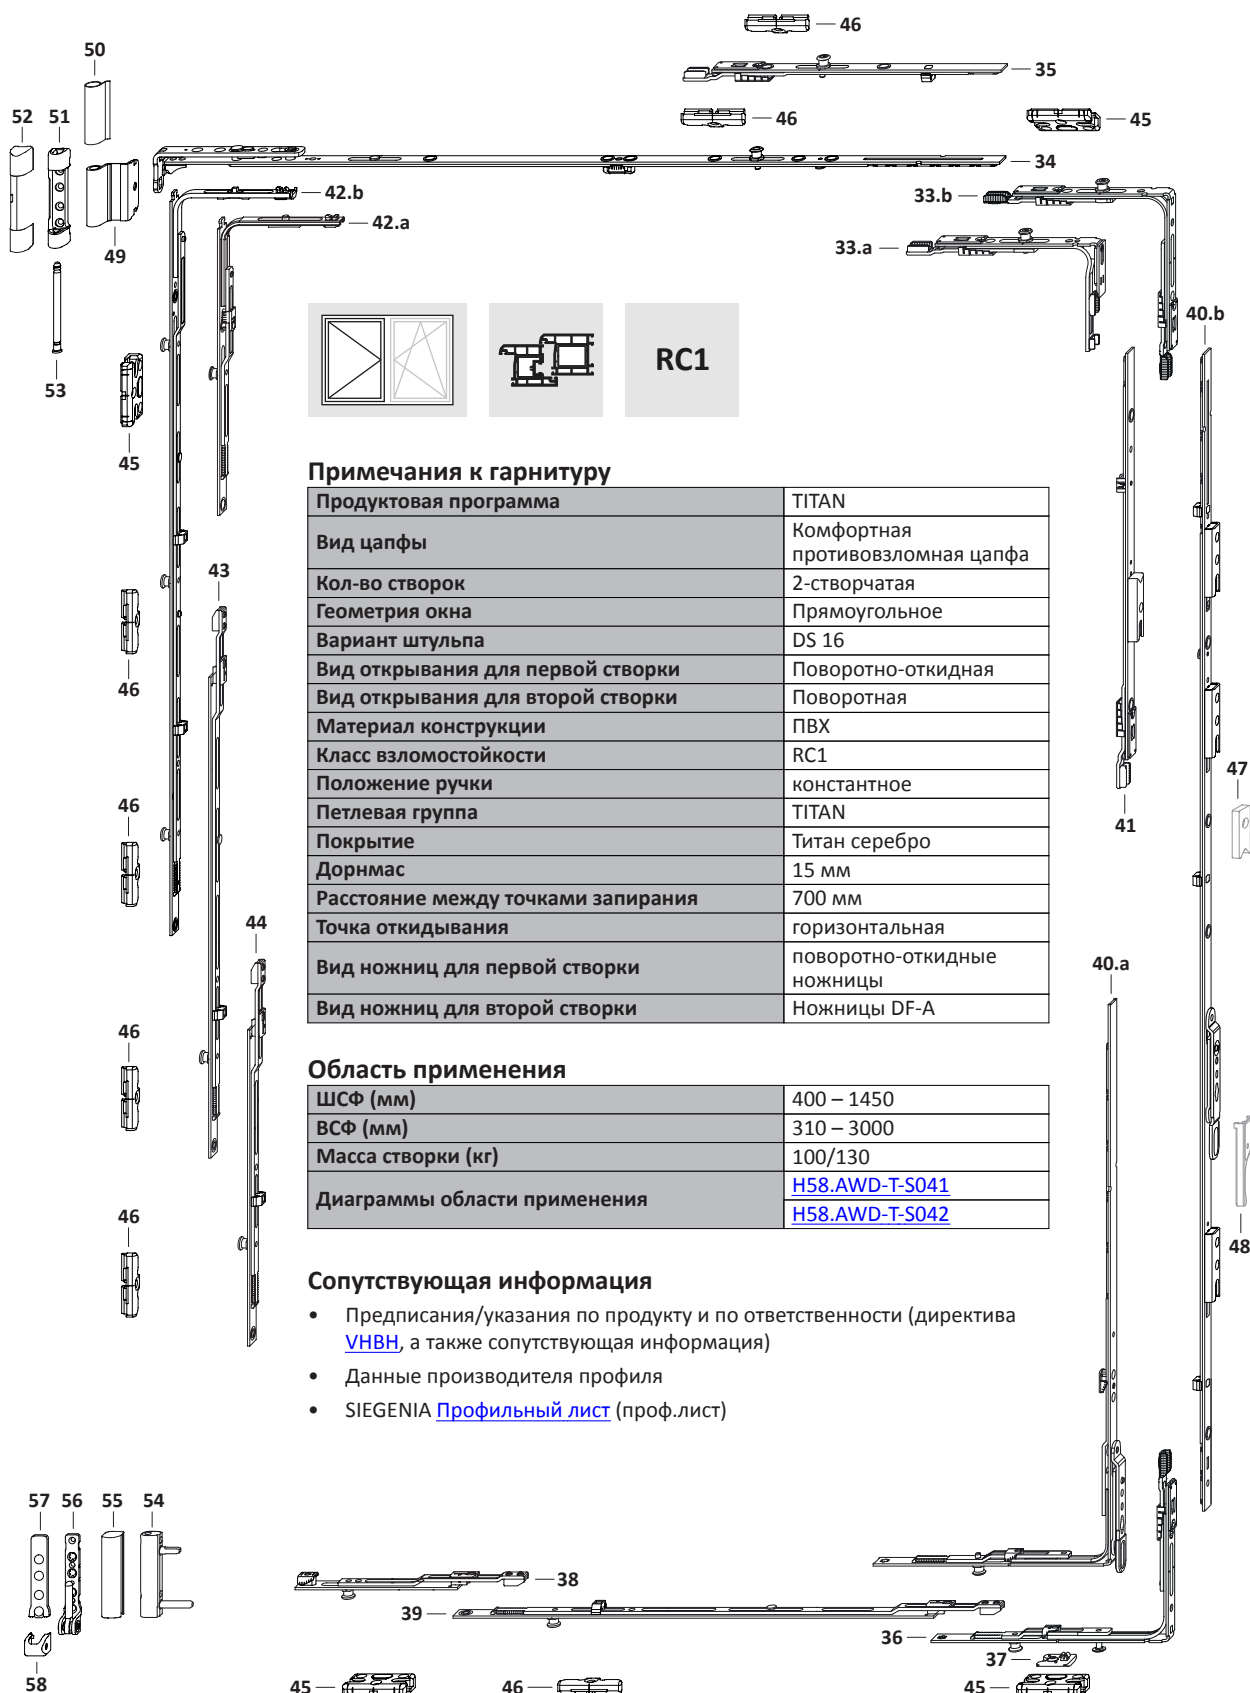 46
50
35
52 51
46
45
34
42.b
33.b
42.a
49
33.a
40.b
RC1
53
45
Примечания к гарнитуру
Продуктовая программа TITAN
Вид цапфы Комфортная
противовзломная цапфа
Кол-во створок 2-створчатая
Геометрия окна Прямоугольное
Вариант штульпа DS 16
Вид открывания для первой створки Поворотно-откидная
Вид открывания для второй створки Поворотная
Материал конструкции ПВХ
Класс взломостойкости RC1
Положение ручки константное
Петлевая группа TITAN
Покрытие Титан серебро
Дорнмас 15 мм
Расстояние между точками запирания 700 мм
Точка откидывания горизонтальная
Вид ножниц для первой створки поворотно-откидные
ножницы
Вид ножниц для второй створки Ножницы DF-A
43
46
47
46
41
44
40.a
46
46
48
Область применения
ШСФ (мм) 400 – 1450
ВСФ (мм) 310 – 3000
Масса створки (кг) 100/130
Диаграммы области применения H58.AWD-T-S041
H58.AWD-T-S042
Сопутствующая информация
• Предписания/указания по продукту и по ответственности (директива
VHBH, а также сопутствующая информация)
• Данные производителя профиля
• SIEGENIA Профильный лист (проф.лист)
57 56 55 54
38
39
36
37
58
45
46
45